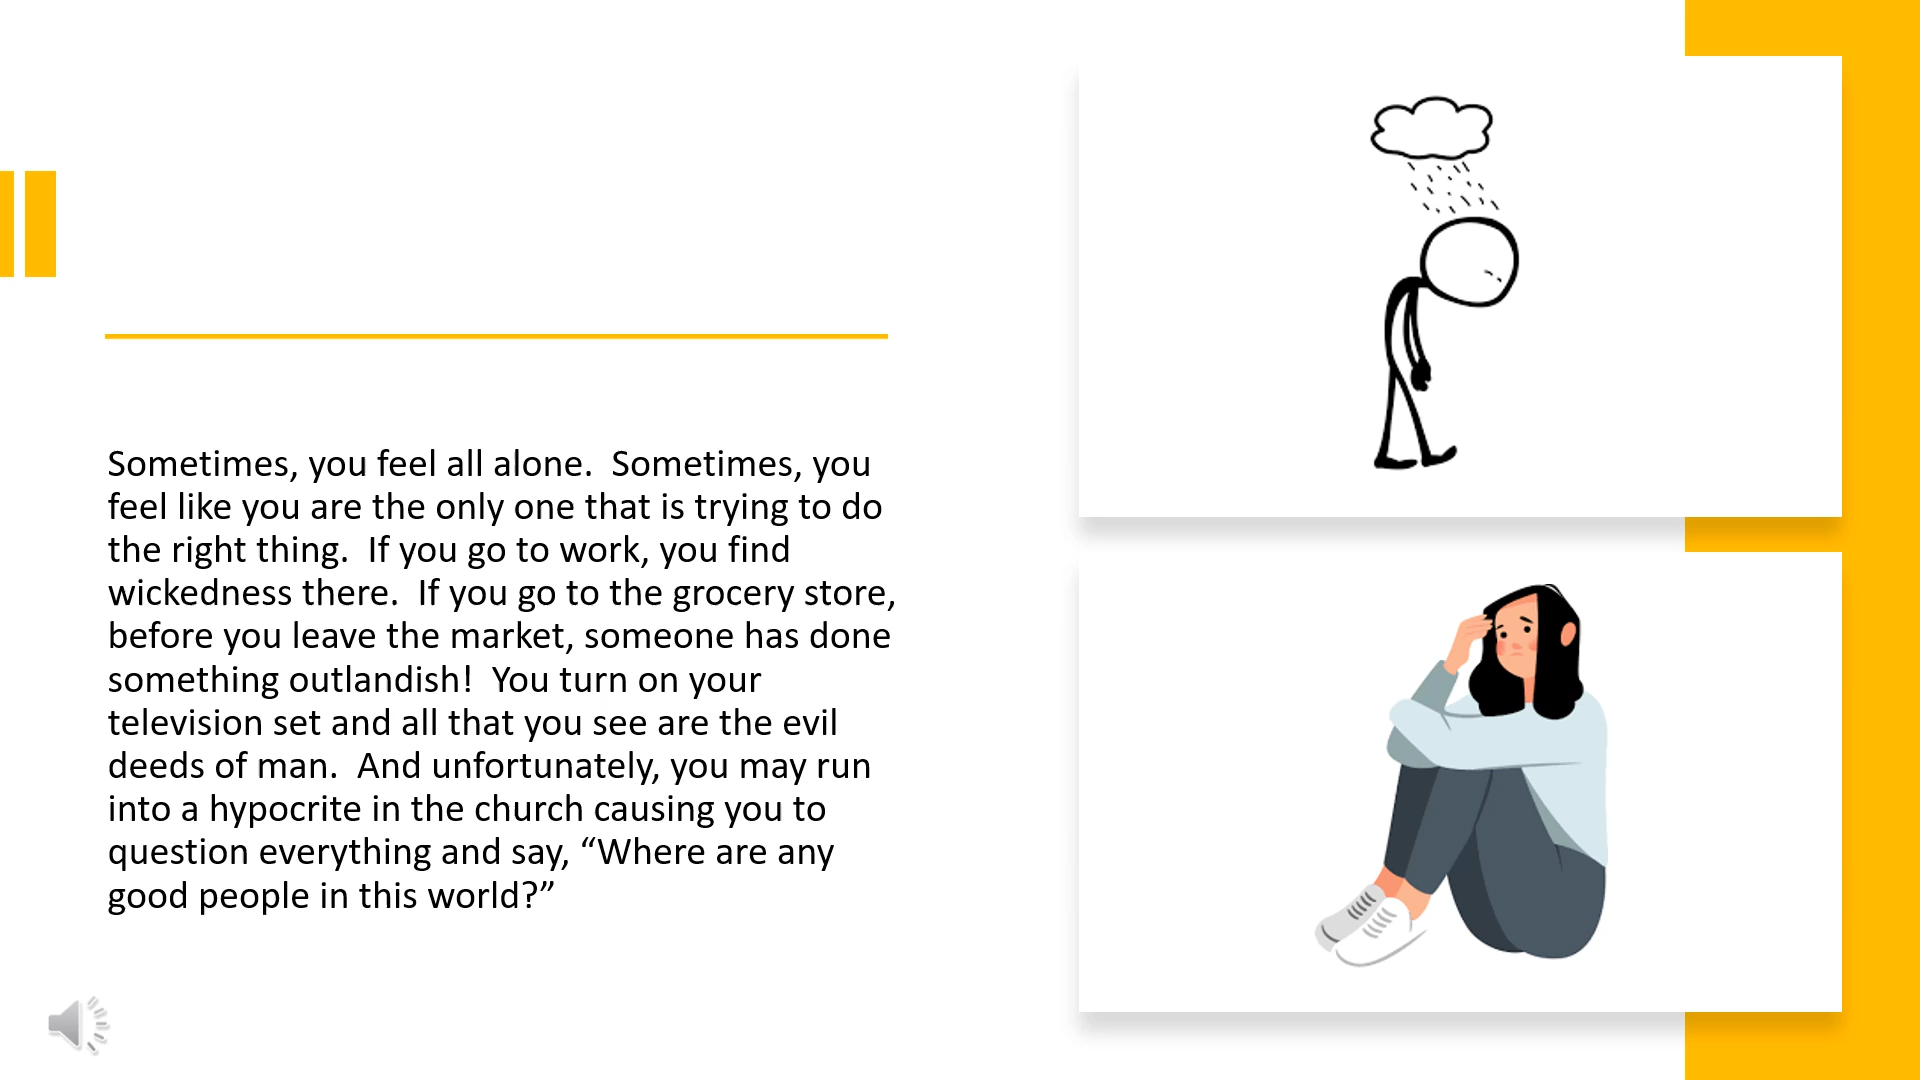 Sometimes, you feel all alone.  Sometimes, you
feel like you are the only one that is trying to do
the right thing.  If you go to work, you find
wickedness there.  If you go to the grocery store,
before you leave the market, someone has done
something outlandish!  You turn on your
television set and all that you see are the evil
deeds of man.  And unfortunately, you may run
into a hypocrite in the church causing you to
question everything and say, “Where are any
good people in this world?”